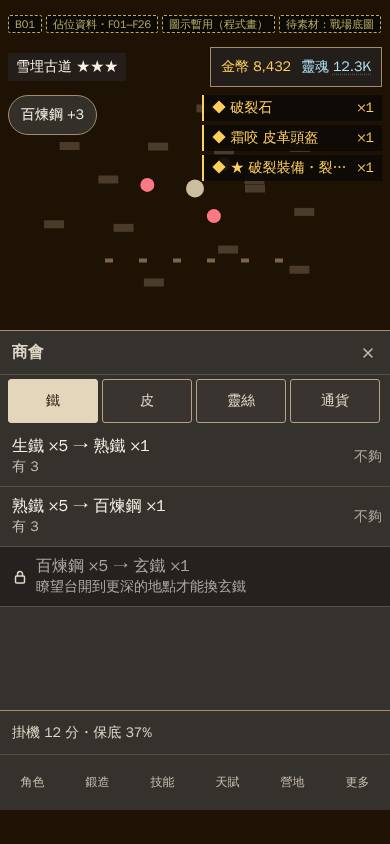 B01 佔位資料・F01–F26 圖示暫用（程式畫） 待素材：戰場底圖
雪埋古道 ★★★
金幣 8,432 靈魂 12.3K
百煉鋼 +3
◆ 破裂石 ×1
◆ 霜咬 皮革頭盔 ×1
◆ ★ 破裂裝備・裂⋯ ×1
商會 ×
鐵 皮 靈絲 通貨
生鐵 ×5 → 熟鐵 ×1
有 3
不夠
熟鐵 ×5 → 百煉鋼 ×1
有 3
不夠
百煉鋼 ×5 → 玄鐵 ×1
瞭望台開到更深的地點才能換玄鐵
掛機 12 分・保底 37%
角色 鍛造 技能 天賦 營地 更多